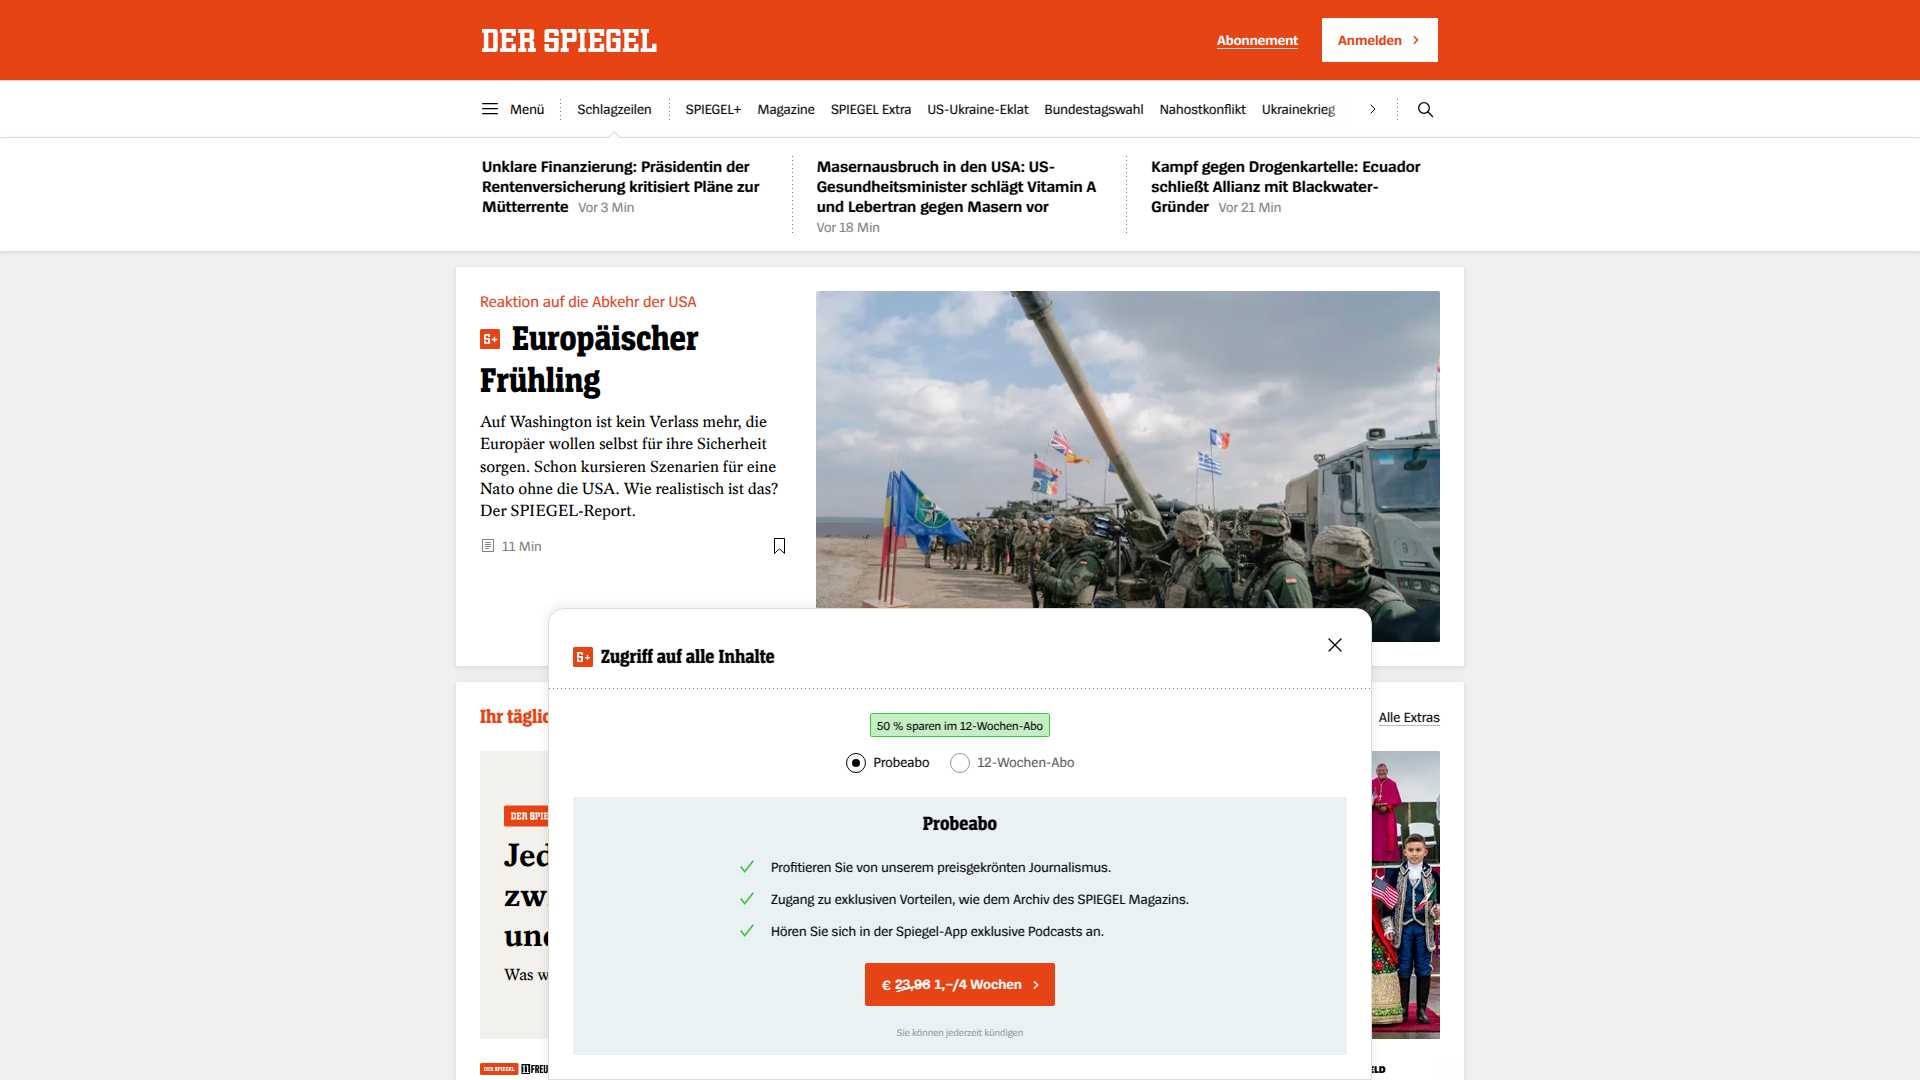 DER SPIEGEL
Abonnement
Anmelden
Menü
Schlagzeilen
SPIEGEL+
Magazine
SPIEGEL Extra
US-Ukraine-Eklat
Bundestagswahl
Nahostkonflikt
Ukrainekrieg
Unklare Finanzierung: Präsidentin der
Rentenversicherung kritisiert Pläne zur
Mütterrente Vor 3 Min
Masernausbruch in den USA: US-
Gesundheitsminister schlägt Vitamin A
und Lebertran gegen Masern vor
Vor 18 Min
Kampf gegen Drogenkartelle: Ecuador
schließt Allianz mit Blackwater-
Gründer Vor 21 Min
Reaktion auf die Abkehr der USA
S+ Europäischer
Frühling
Auf Washington ist kein Verlass mehr, die
Europäer wollen selbst für ihre Sicherheit
sorgen. Schon kursieren Szenarien für eine
Nato ohne die USA. Wie realistisch ist das?
Der SPIEGEL-Report.
11 Min
S+ Zugriff auf alle Inhalte
50 % sparen im 12-Wochen-Abo
Probeabo
12-Wochen-Abo
Probeabo
Profitieren Sie von unserem preisgekrönten Journalismus.
Zugang zu exklusiven Vorteilen, wie dem Archiv des SPIEGEL Magazins.
Hören Sie sich in der Spiegel-App exklusive Podcasts an.
€ 23,96 1,–/4 Wochen
Sie können jederzeit kündigen
Ihr täglic
Alle Extras
DER SPIE
Jed
zw
und
Was w
DER SPIEGEL
11FREU
ELD